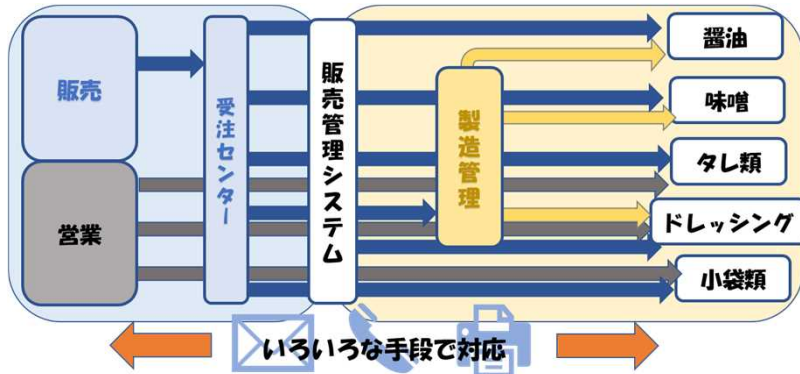 販売
営業
受注センター
販売管理システム
製造管理
醤油
味噌
タレ類
ドレッシング
小袋類
いろいろな手段で対応